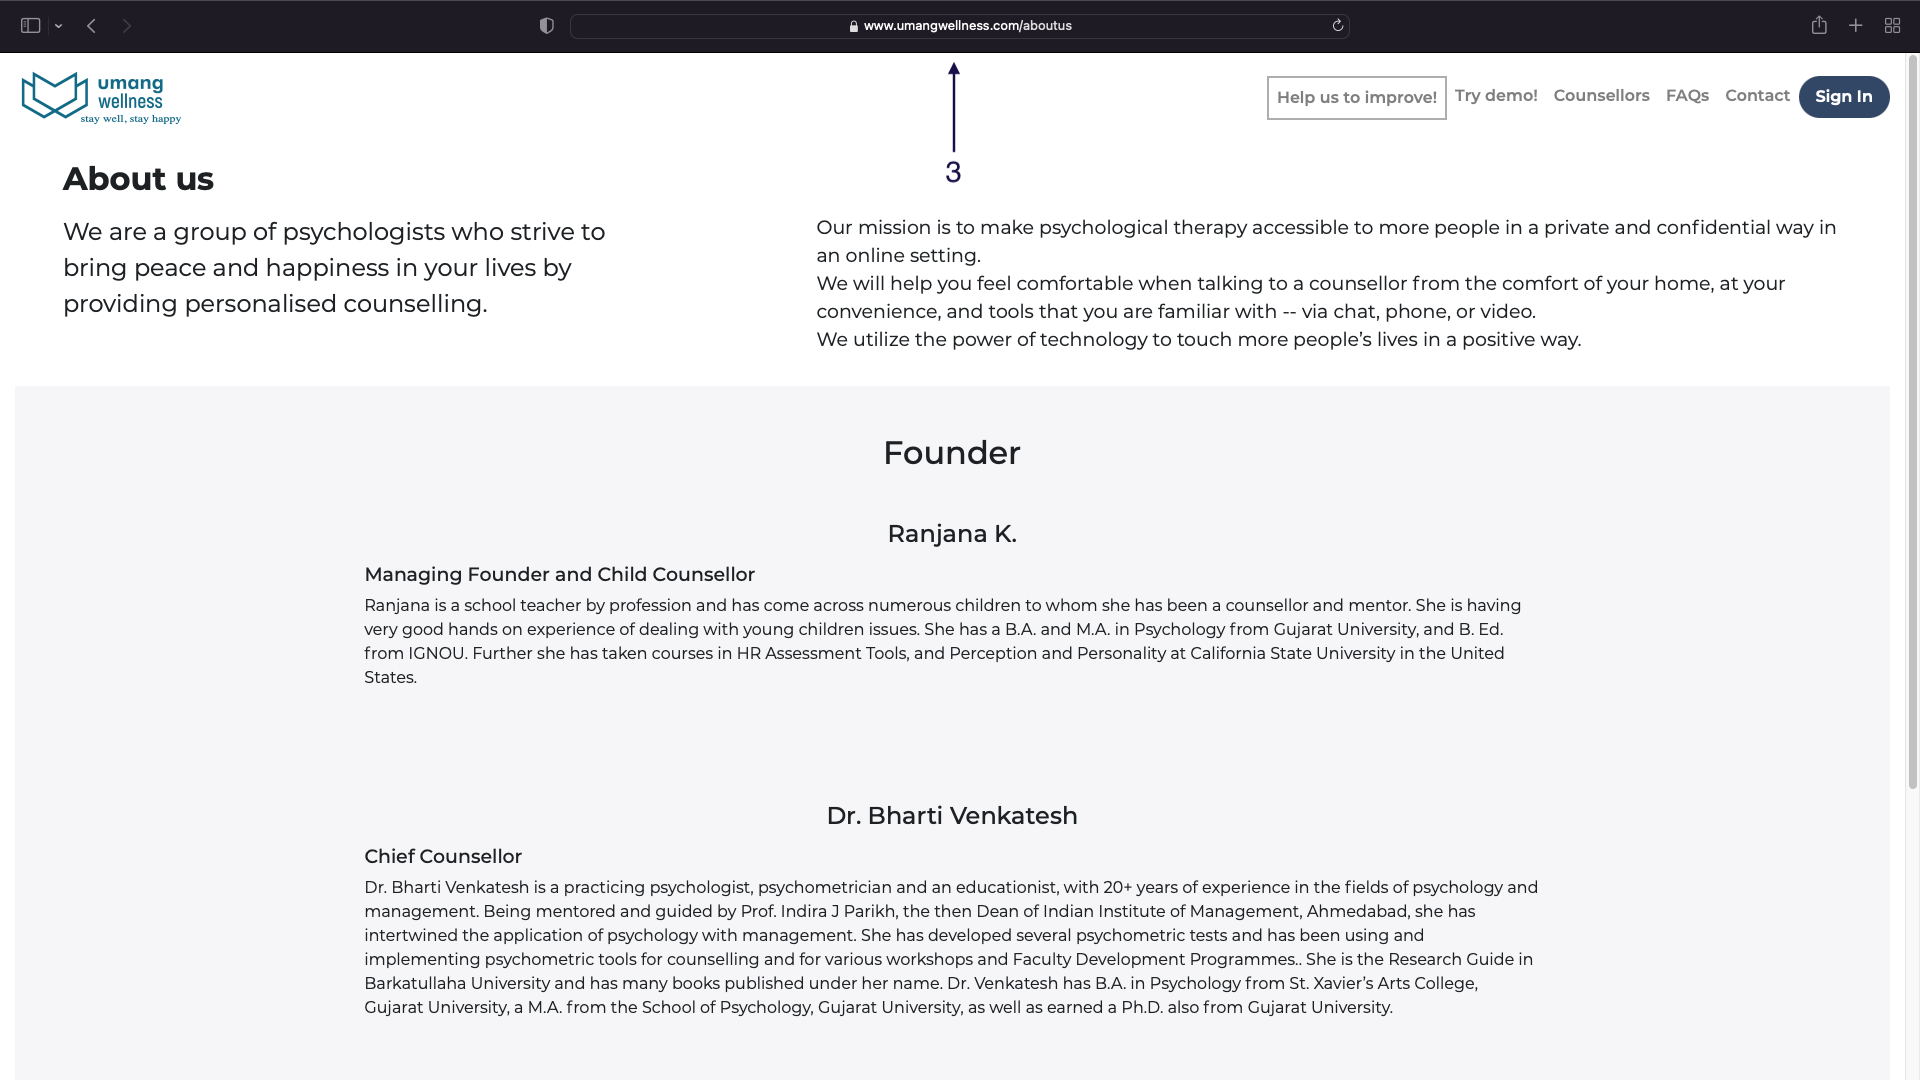 www.umangwellness.com/aboutus
umang
wellness
stay well, stay happy
Help us to improve!
Try demo!
Counsellors
FAQs
Contact
Sign In
3
About us
We are a group of psychologists who strive to
bring peace and happiness in your lives by
providing personalised counselling.
Our mission is to make psychological therapy accessible to more people in a private and confidential way in
an online setting.
We will help you feel comfortable when talking to a counsellor from the comfort of your home, at your
convenience, and tools that you are familiar with -- via chat, phone, or video.
We utilize the power of technology to touch more people’s lives in a positive way.
Founder
Ranjana K.
Managing Founder and Child Counsellor
Ranjana is a school teacher by profession and has come across numerous children to whom she has been a counsellor and mentor. She is having
very good hands on experience of dealing with young children issues. She has a B.A. and M.A. in Psychology from Gujarat University, and B. Ed.
from IGNOU. Further she has taken courses in HR Assessment Tools, and Perception and Personality at California State University in the United
States.
Dr. Bharti Venkatesh
Chief Counsellor
Dr. Bharti Venkatesh is a practicing psychologist, psychometrician and an educationist, with 20+ years of experience in the fields of psychology and
management. Being mentored and guided by Prof. Indira J Parikh, the then Dean of Indian Institute of Management, Ahmedabad, she has
intertwined the application of psychology with management. She has developed several psychometric tests and has been using and
implementing psychometric tools for counselling and for various workshops and Faculty Development Programmes.. She is the Research Guide in
Barkatullaha University and has many books published under her name. Dr. Venkatesh has B.A. in Psychology from St. Xavier’s Arts College,
Gujarat University, a M.A. from the School of Psychology, Gujarat University, as well as earned a Ph.D. also from Gujarat University.